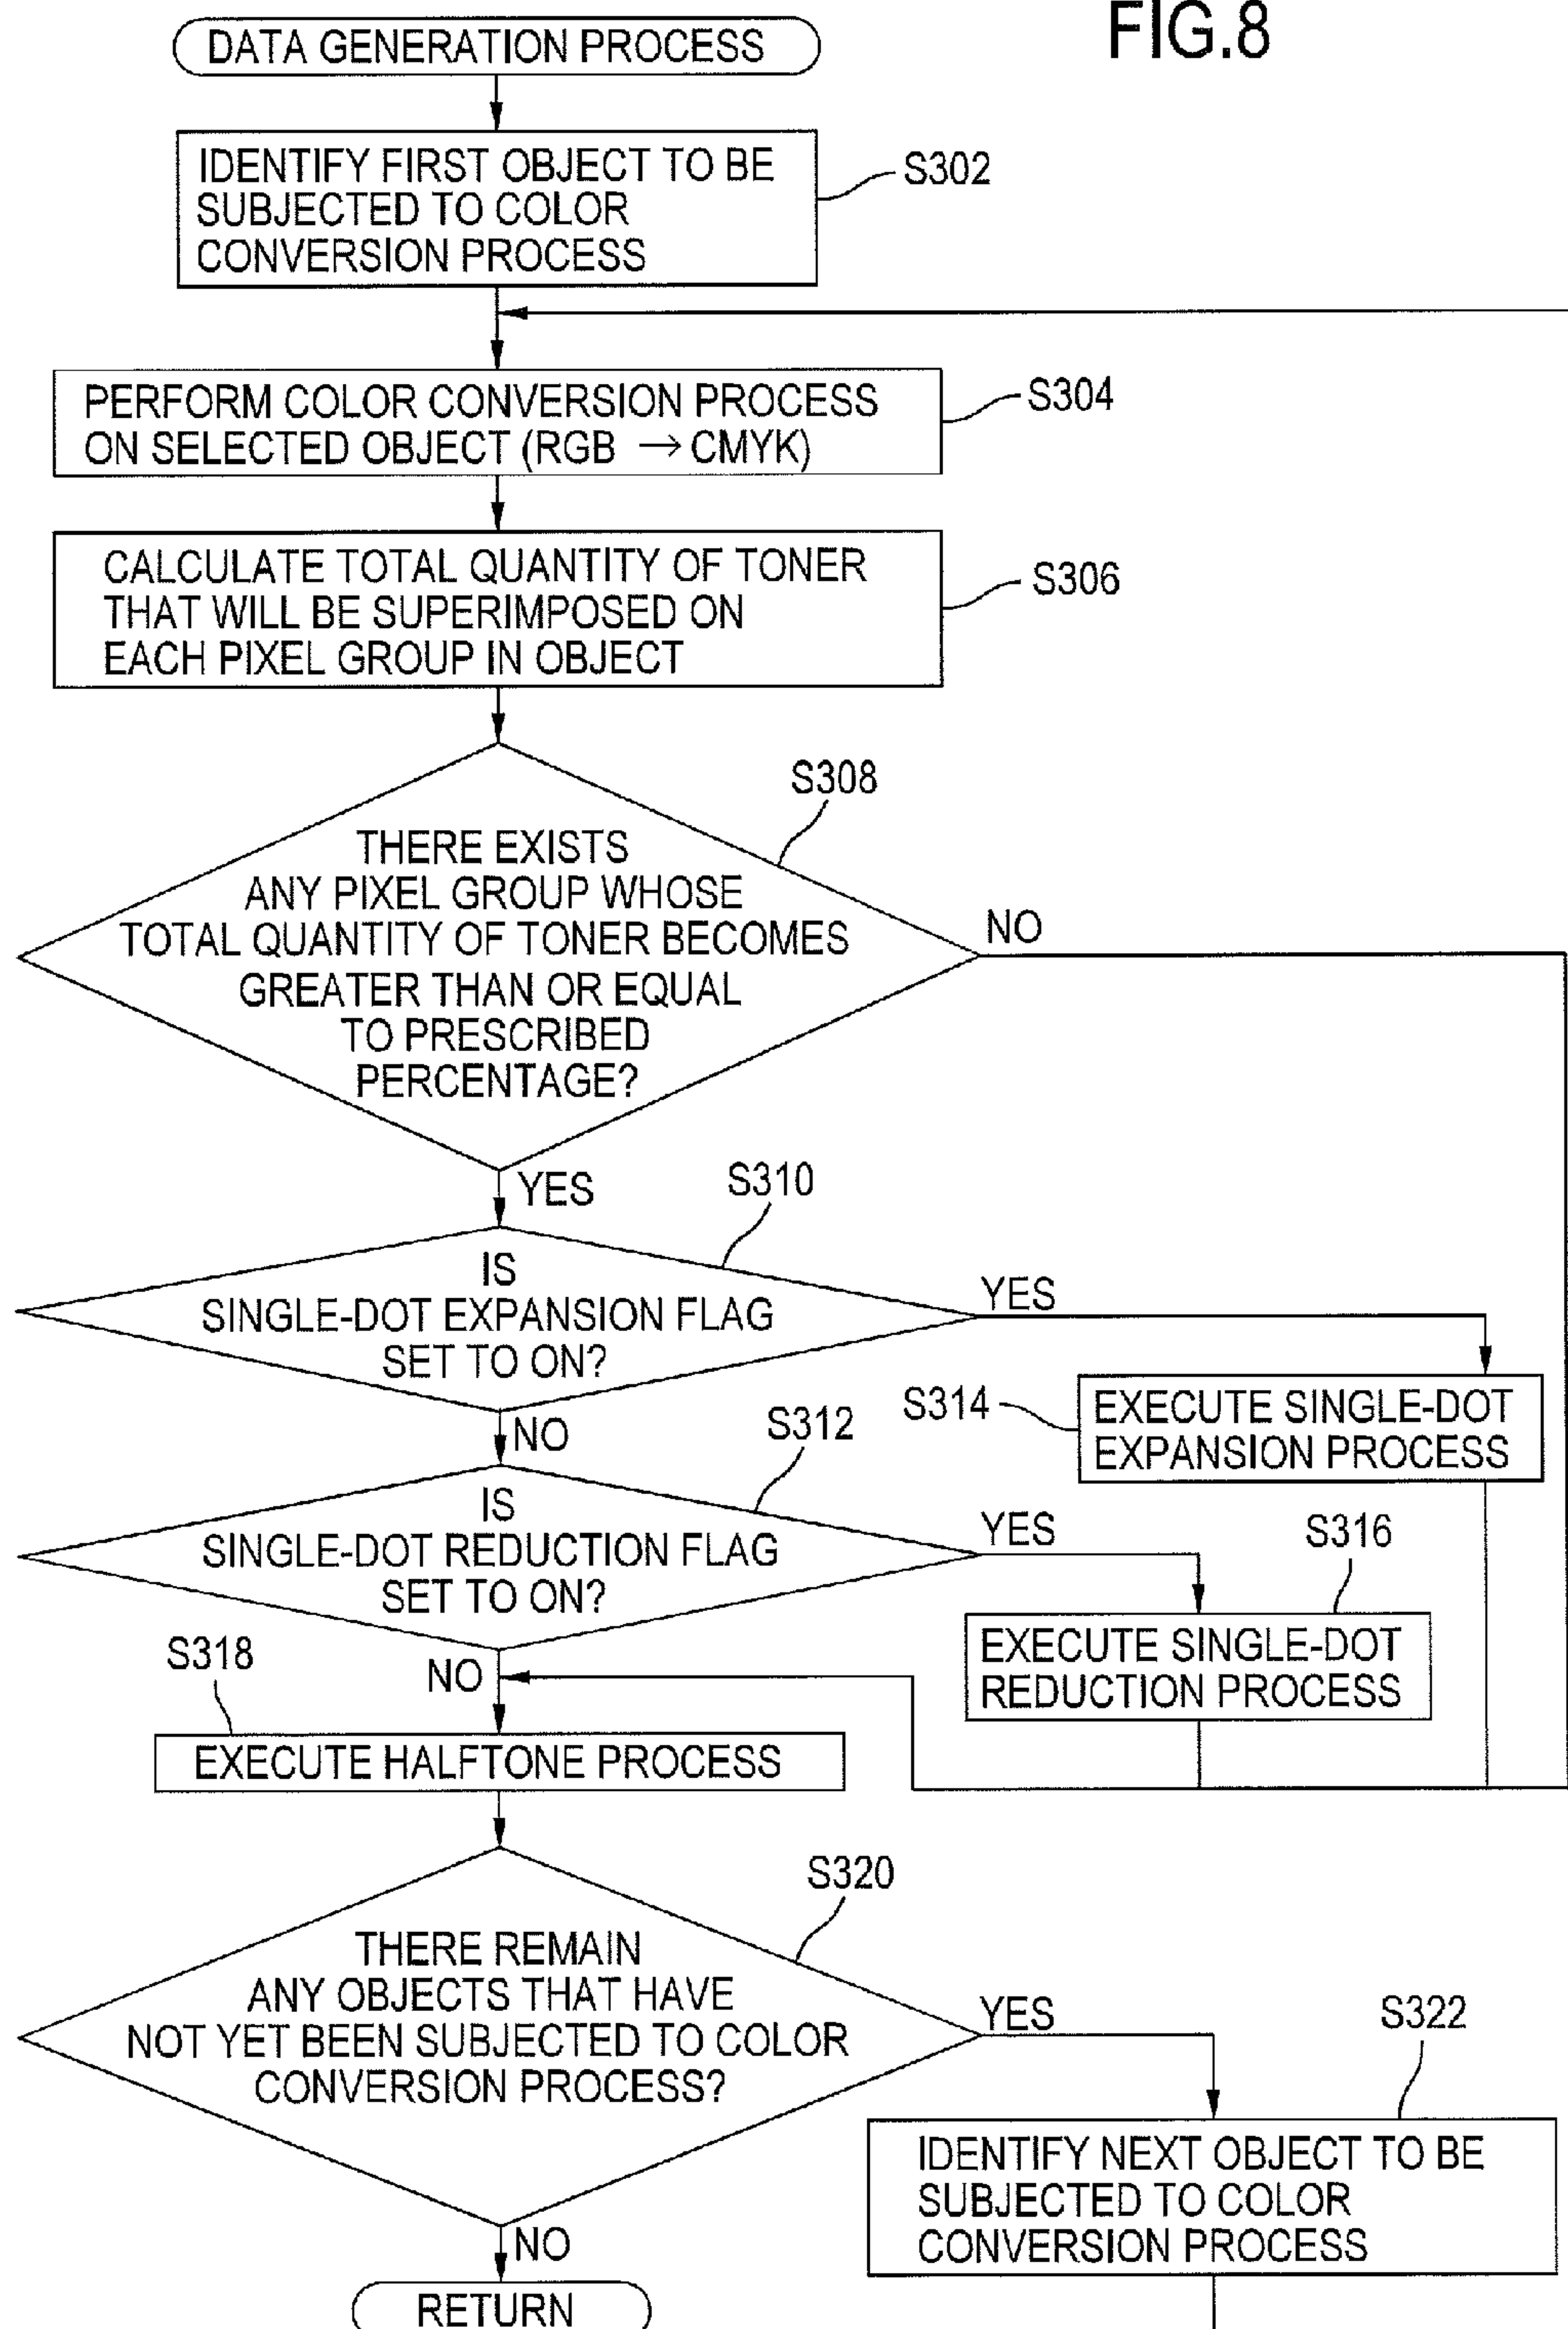 FIG.8
DATA GENERATION PROCESS
IDENTIFY FIRST OBJECT TO BE
SUBJECTED TO COLOR
CONVERSION PROCESS
S302
PERFORM COLOR CONVERSION PROCESS
ON SELECTED OBJECT (RGB → CMYK)
S304
CALCULATE TOTAL QUANTITY OF TONER
THAT WILL BE SUPERIMPOSED ON
EACH PIXEL GROUP IN OBJECT
S306
S308
THERE EXISTS
ANY PIXEL GROUP WHOSE
TOTAL QUANTITY OF TONER BECOMES
GREATER THAN OR EQUAL
TO PRESCRIBED
PERCENTAGE?
NO
YES
S310
IS
SINGLE-DOT EXPANSION FLAG
SET TO ON?
YES
S314
EXECUTE SINGLE-DOT
EXPANSION PROCESS
NO
S312
IS
SINGLE-DOT REDUCTION FLAG
SET TO ON?
YES
S316
EXECUTE SINGLE-DOT
REDUCTION PROCESS
NO
S318
EXECUTE HALFTONE PROCESS
S320
THERE REMAIN
ANY OBJECTS THAT HAVE
NOT YET BEEN SUBJECTED TO COLOR
CONVERSION PROCESS?
YES
S322
IDENTIFY NEXT OBJECT TO BE
SUBJECTED TO COLOR
CONVERSION PROCESS
NO
RETURN